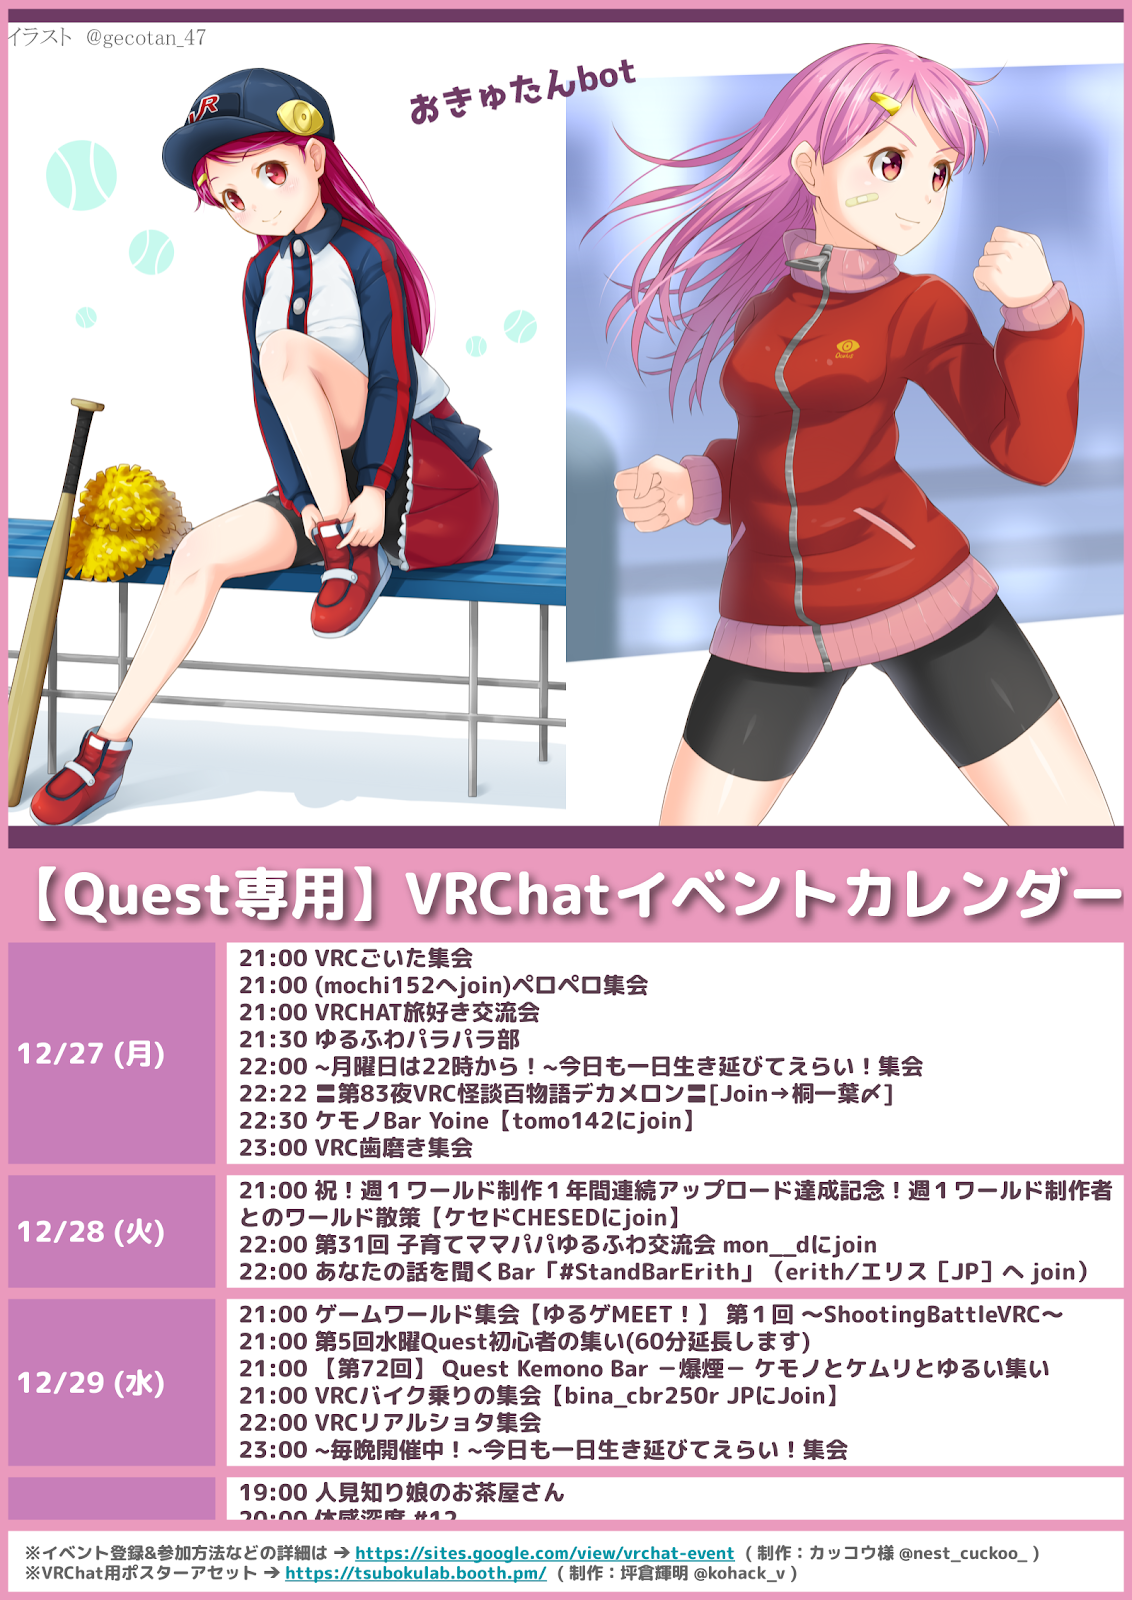 イラスト @gecotan_47
おきゅたんbot
VR
Quest
【Quest専用】VRChatイベントカレンダー
12/27 (月)
21:00 VRCごいた集会
21:00 (mochi152へjoin)ペロペロ集会
21:00 VRCHAT旅好き交流会
21:30 ゆるふわパラパラ部
22:00 ~月曜日は22時から！~今日も一日生き延びてえらい！集会
22:22 〓第83夜VRC怪談百物語デカメロン〓[Join→桐一葉〆]
22:30 ケモノBar Yoine【tomo142にjoin】
23:00 VRC歯磨き集会
12/28 (火)
21:00 祝！週１ワールド制作１年間連続アップロード達成記念！週１ワールド制作者
とのワールド散策【ケセドCHESEDにjoin】
22:00 第31回 子育てママパパゆるふわ交流会 mon__dにjoin
22:00 あなたの話を聞くBar「#StandBarErith」（erith/エリス［JP］へ join）
12/29 (水)
21:00 ゲームワールド集会【ゆるゲMEET！】 第１回 〜ShootingBattleVRC〜
21:00 第5回水曜Quest初心者の集い(60分延長します)
21:00 【第72回】 Quest Kemono Bar －爆煙－ ケモノとケムリとゆるい集い
21:00 VRCバイク乗りの集会【bina_cbr250r JPにJoin】
22:00 VRCリアルショタ集会
23:00 ~毎晩開催中！~今日も一日生き延びてえらい！集会
19:00 人見知り娘のお茶屋さん
20:00 体感深度 #12
※イベント登録&参加方法などの詳細は → https://sites.google.com/view/vrchat-event ( 制作：カッコウ様 @nest_cuckoo_ )
※VRChat用ポスターアセット → https://tsubokulab.booth.pm/ ( 制作：坪倉輝明 @kohack_v )